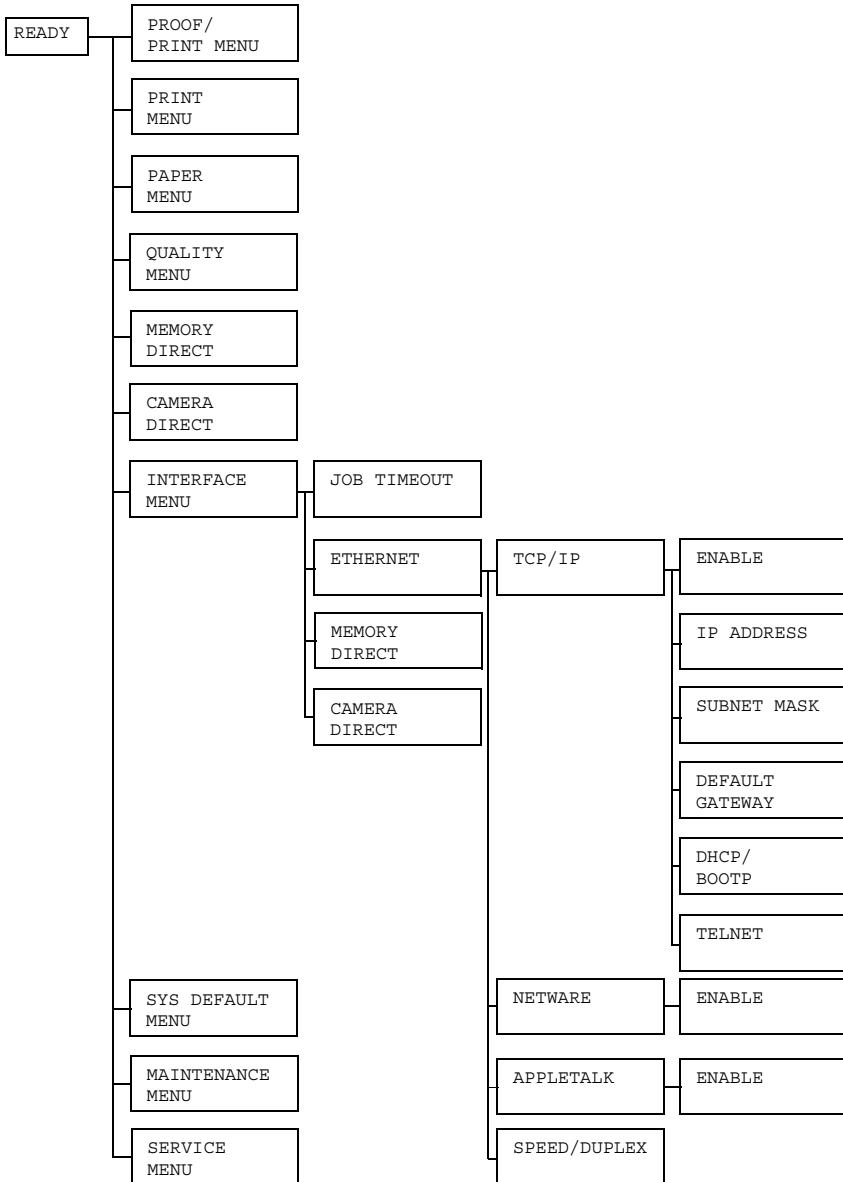 READY
PROOF/
PRINT MENU
PRINT
MENU
PAPER
MENU
QUALITY
MENU
MEMORY
DIRECT
CAMERA
DIRECT
INTERFACE
MENU
JOB TIMEOUT
ETHERNET
TCP/IP
ENABLE
IP ADDRESS
MEMORY
DIRECT
SUBNET MASK
CAMERA
DIRECT
DEFAULT
GATEWAY
DHCP/
BOOTP
TELNET
SYS DEFAULT
MENU
NETWARE
ENABLE
MAINTENANCE
MENU
APPLETALK
ENABLE
SERVICE
MENU
SPEED/DUPLEX